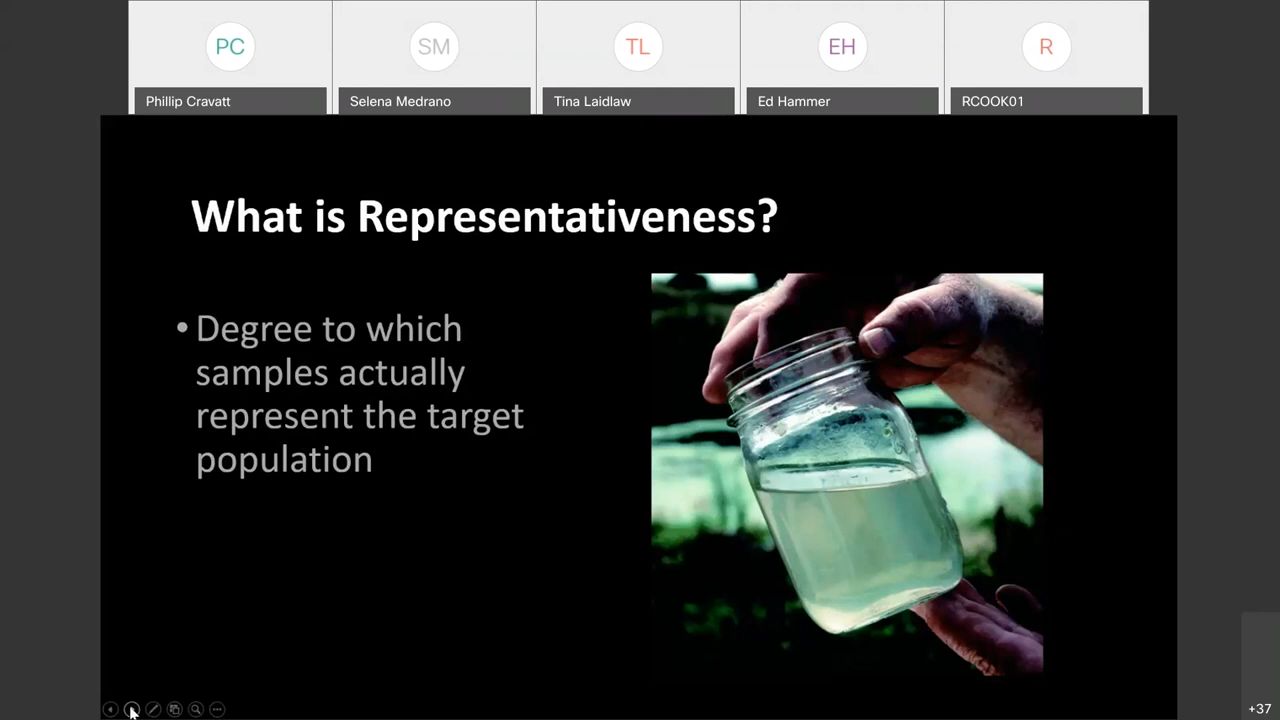 PC
SM
TL
EH
R
Phillip Cravatt
Selena Medrano
Tina Laidlaw
Ed Hammer
RCOOK01
What is Representativeness?
• Degree to which
samples actually
represent the target
population
+37